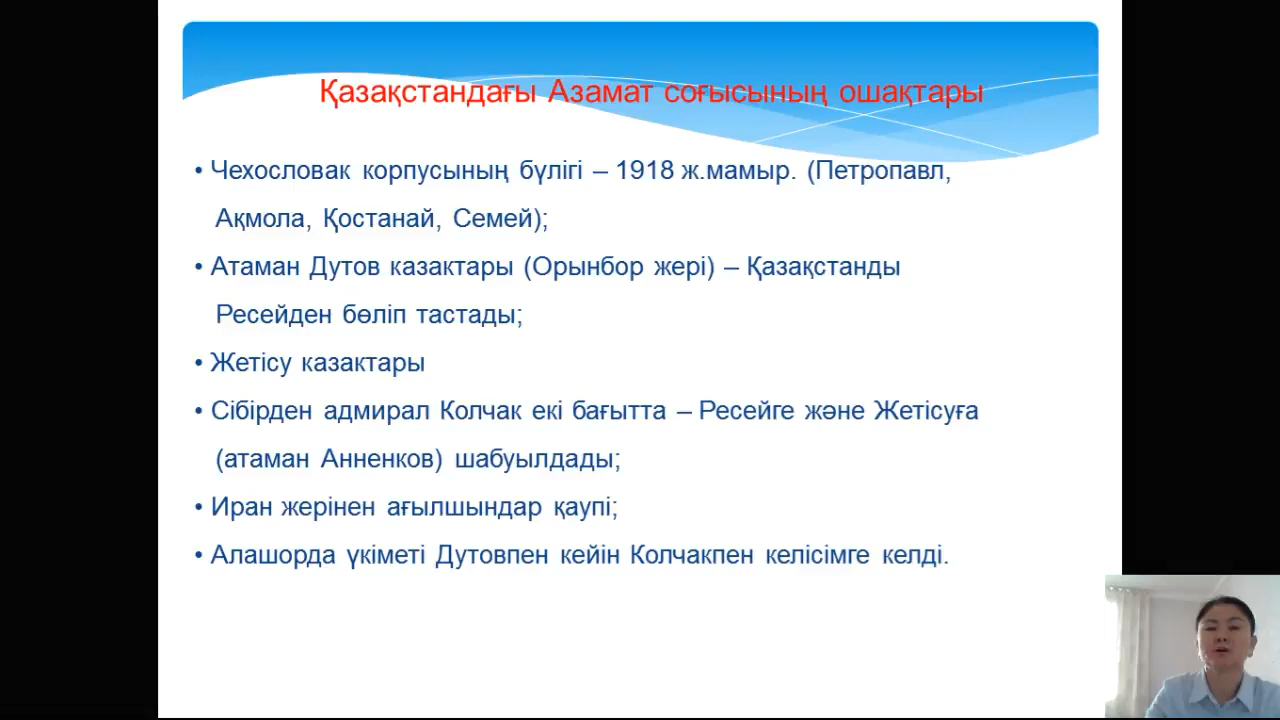 Қазақстандағы Азамат соғысының ошақтары
• Чехословак корпусының бүлігі – 1918 ж.мамыр. (Петропавл,
Ақмола, Қостанай, Семей);
• Атаман Дутов казактары (Орынбор жері) – Қазақстанды
Ресейден бөліп тастады;
• Жетісу казактары
• Сібірден адмирал Колчак екі бағытта – Ресейге және Жетісуға
(атаман Анненков) шабуылдады;
• Иран жерінен ағылшындар қаупі;
• Алашорда үкіметі Дутовпен кейін Колчакпен келісімге келді.